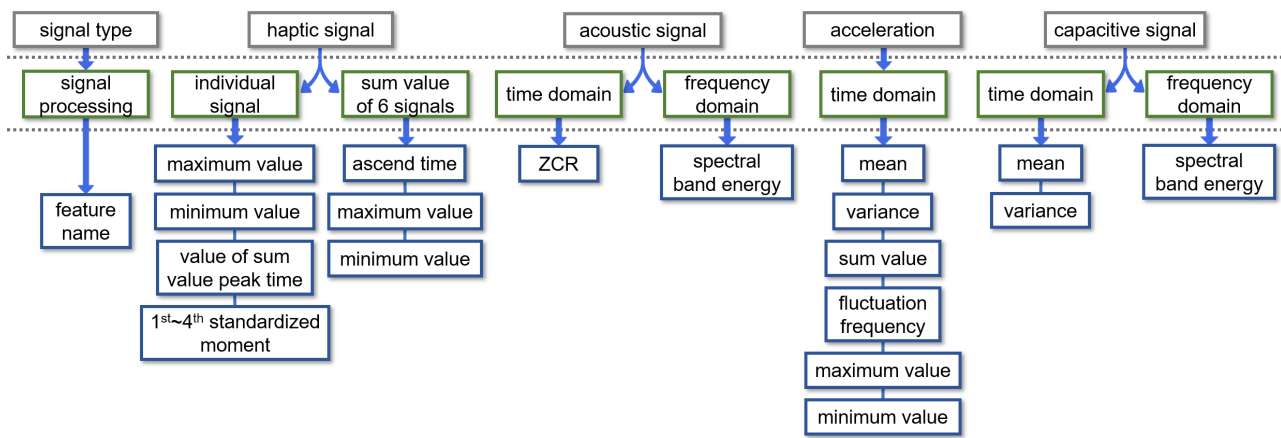 signal type
haptic signal
acoustic signal
acceleration
capacitive signal
signal
processing
individual
signal
sum value
of 6 signals
time domain
frequency
domain
time domain
time domain
frequency
domain
feature
name
maximum value
minimum value
value of sum
value peak time
1st~4th standardized
moment
ascend time
maximum value
minimum value
ZCR
spectral
band energy
mean
variance
sum value
fluctuation
frequency
maximum value
minimum value
mean
variance
spectral
band energy